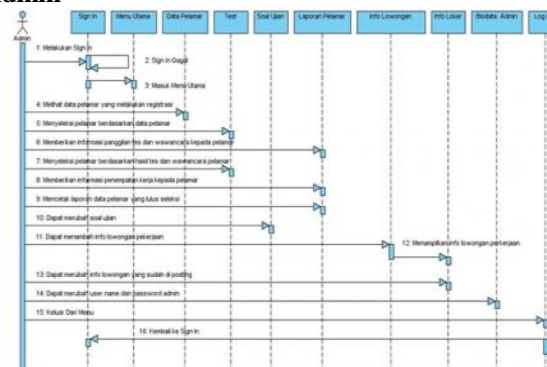 Admin
Sign In
Menu Utama
Data Pelamar
Test
Soal Ujian
Laporan Pelamar
Info Lowongan
Info Loker
Biodata Admin
Log
Admin
1: Melakukan Sign In
2: Sign in Gagal
3: Masuk Menu Utama
4: Melihat data pelamar yang melakukan registrasi
5: Menyeleksi pelamar berdasarkan data pelamar
6: Memberikan informasi panggilan tes dan wawancara kepada pelamar
7: Menyeleksi pelamar berdasarkan hasil tes dan wawancara pelamar
8: Memberikan informasi penempatan kerja kepada pelamar
9: Mencetak laporan data pelamar yang lulus seleksi
10: Dapat merubah soal ujian
11: Dapat menambah info lowongan pekerjaan
12: Menampilkan info lowongan perkerjaan
13: Dapat merubah info lowongan yang sudah di posting
14: Dapat merubah user name dan password admin
15: Keluar Dari Menu
16: Kembali ke Sign In